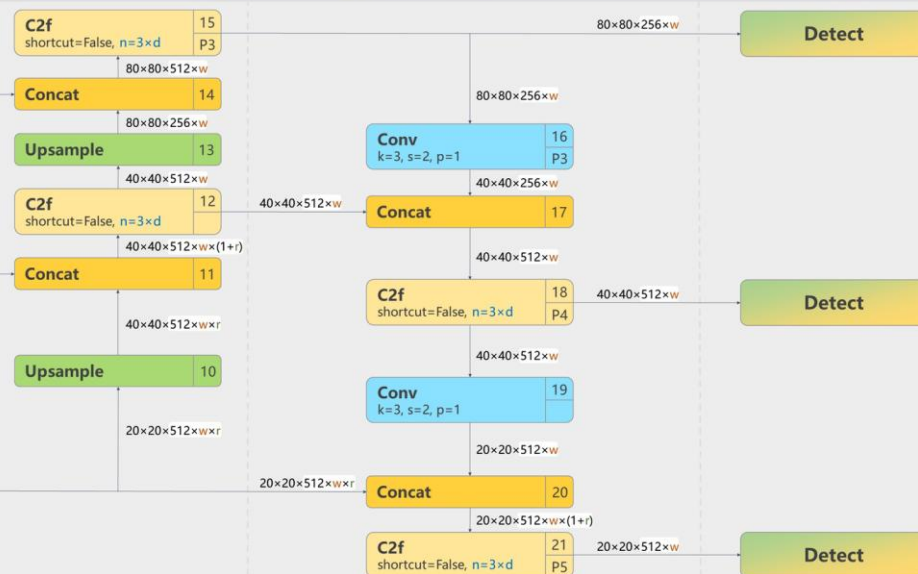 C2f
shortcut=False, n=3×d
15
P3
80×80×256×w
Detect
80×80×512×w
Concat
14
80×80×256×w
80×80×256×w
Upsample
13
Conv
k=3, s=2, p=1
16
P3
40×40×512×w
40×40×256×w
C2f
shortcut=False, n=3×d
12
40×40×512×w
Concat
17
40×40×512×w×(1+r)
40×40×512×w
Concat
11
C2f
shortcut=False, n=3×d
18
P4
40×40×512×w
Detect
40×40×512×w×r
40×40×512×w
Upsample
10
Conv
k=3, s=2, p=1
19
20×20×512×w×r
20×20×512×w
20×20×512×w×r
Concat
20
20×20×512×w×(1+r)
C2f
shortcut=False, n=3×d
21
P5
20×20×512×w
Detect